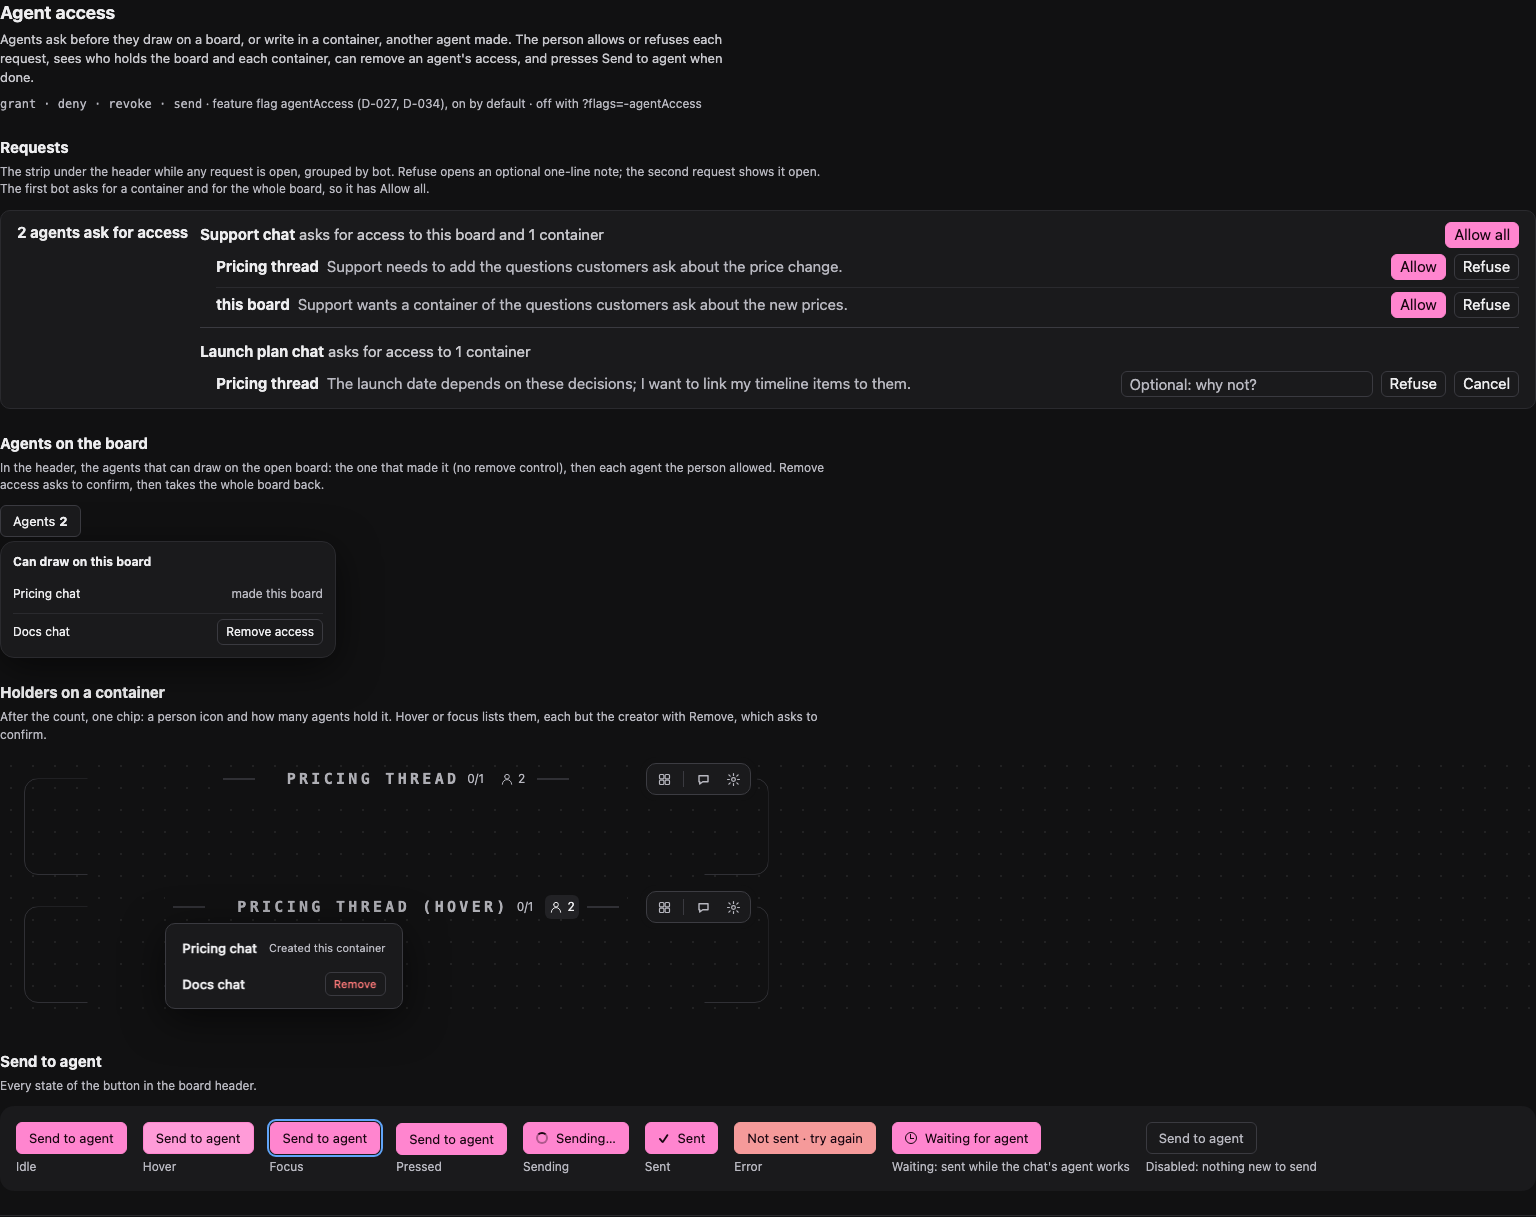 Agent access
Agents ask before they draw on a board, or write in a container, another agent made. The person allows or refuses each
request, sees who holds the board and each container, can remove an agent's access, and presses Send to agent when
done.
grant · deny · revoke · send · feature flag agentAccess (D-027, D-034), on by default · off with ?flags=-agentAccess
Requests
The strip under the header while any request is open, grouped by bot. Refuse opens an optional one-line note; the second request shows it open.
The first bot asks for a container and for the whole board, so it has Allow all.
2 agents ask for access
Support chat asks for access to this board and 1 container
Allow all
Pricing thread Support needs to add the questions customers ask about the price change.
Allow Refuse
this board Support wants a container of the questions customers ask about the new prices.
Allow Refuse
Launch plan chat asks for access to 1 container
Pricing thread The launch date depends on these decisions; I want to link my timeline items to them.
Optional: why not? Refuse Cancel
Agents on the board
In the header, the agents that can draw on the open board: the one that made it (no remove control), then each agent the person allowed. Remove
access asks to confirm, then takes the whole board back.
Agents 2
Can draw on this board
Pricing chat made this board
Docs chat Remove access
Holders on a container
After the count, one chip: a person icon and how many agents hold it. Hover or focus lists them, each but the creator with Remove, which asks to
confirm.
PRICING THREAD 0/1 2
PRICING THREAD (HOVER) 0/1 2
Pricing chat Created this container
Docs chat Remove
Send to agent
Every state of the button in the board header.
Send to agent Send to agent Send to agent Send to agent Sending… Sent Not sent · try again Waiting for agent Send to agent
Idle Hover Focus Pressed Sending Sent Error Waiting: sent while the chat's agent works Disabled: nothing new to send